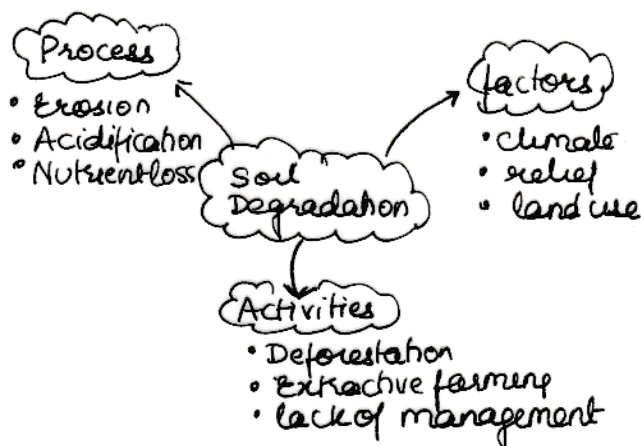 Process
• Erosion
• Acidification
• Nutrientloss
Soil
Degradation
factors
• climate
• relief
• land use
Activities
• Deforestation
• Extractive farming
• lack of management